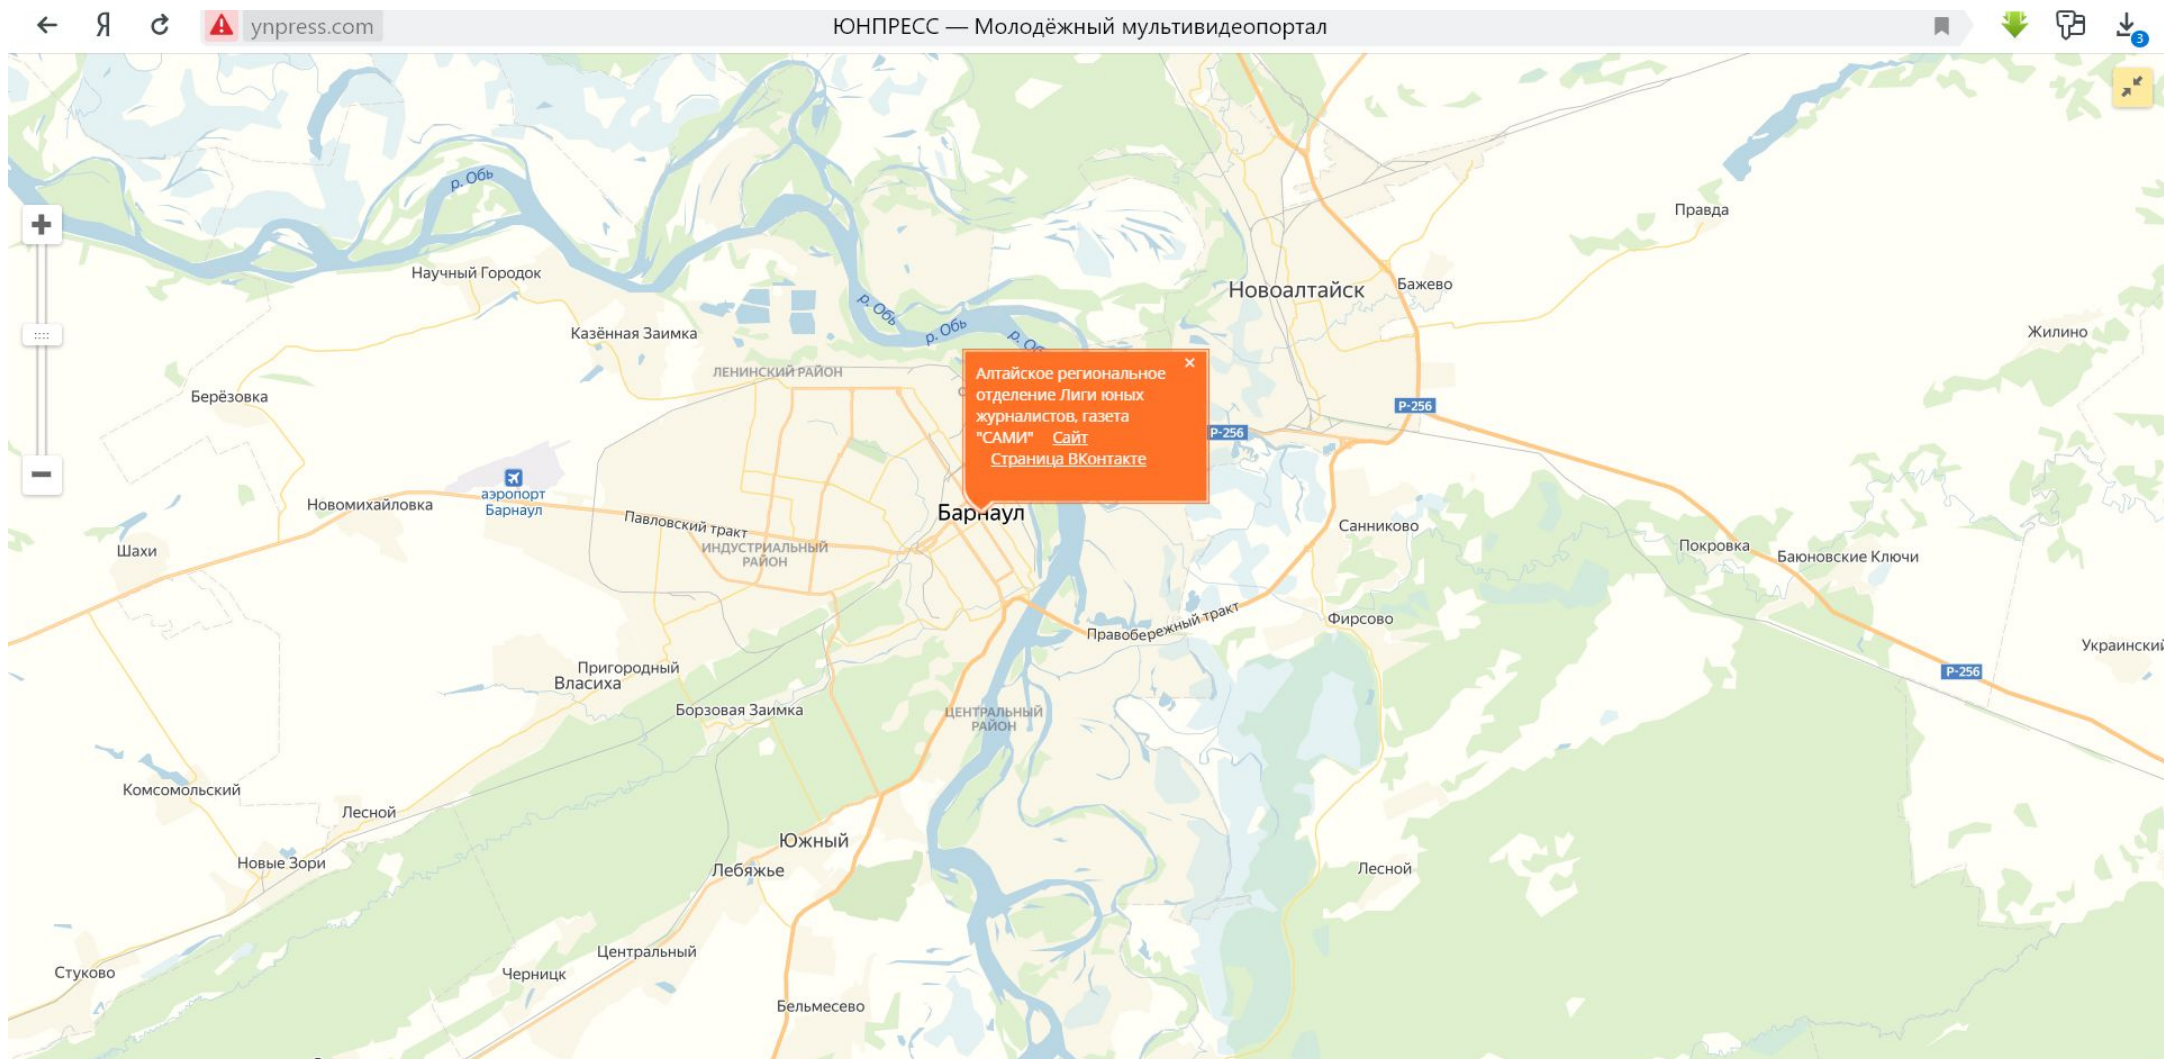 Я
ynpress.com
ЮНПРЕСС — Молодёжный мультивидеопортал
3
р. Обь
Правда
Научный Городок
Новоалтайск
Бажево
р. Обь
р. Обь
Казённая Заимка
Жилино
ЛЕНИНСКИЙ РАЙОН
Алтайское региональное
отделение Лиги юных
журналистов, газета
"САМИ" Сайт
Страница ВКонтакте
Берёзовка
Р-256
Р-256
аэропорт
Барнаул
Новомихайловка
Барнаул
Павловский тракт
Санниково
ИНДУСТРИАЛЬНЫЙ
РАЙОН
Шахи
Покровка
Баюновские Ключи
Правобережный тракт
Фирсово
Украинский
Пригородный
Власиха
Р-256
Борзовая Заимка
ЦЕНТРАЛЬНЫЙ
РАЙОН
Комсомольский
Лесной
Южный
Новые Зори
Лебяжье
Лесной
Центральный
Стуково
Черницк
Бельмесево